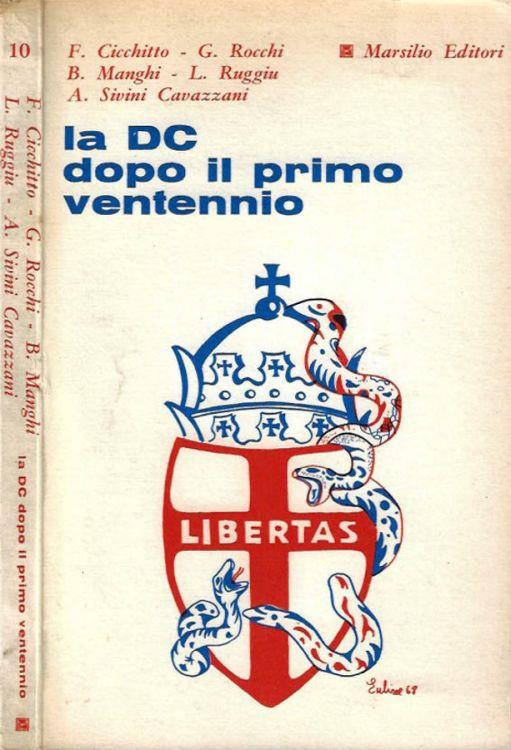 10
F. Cicchitto - G. Rocchi - B. Manghi
L. Ruggiu - A. Sivini Cavazzani
la DC dopo il primo ventennio
F. Cicchitto - G. Rocchi
B. Manghi - L. Ruggiu
A. Sivini Cavazzani
Marsilio Editori
la DC
dopo il primo
ventennio
LIBERTAS